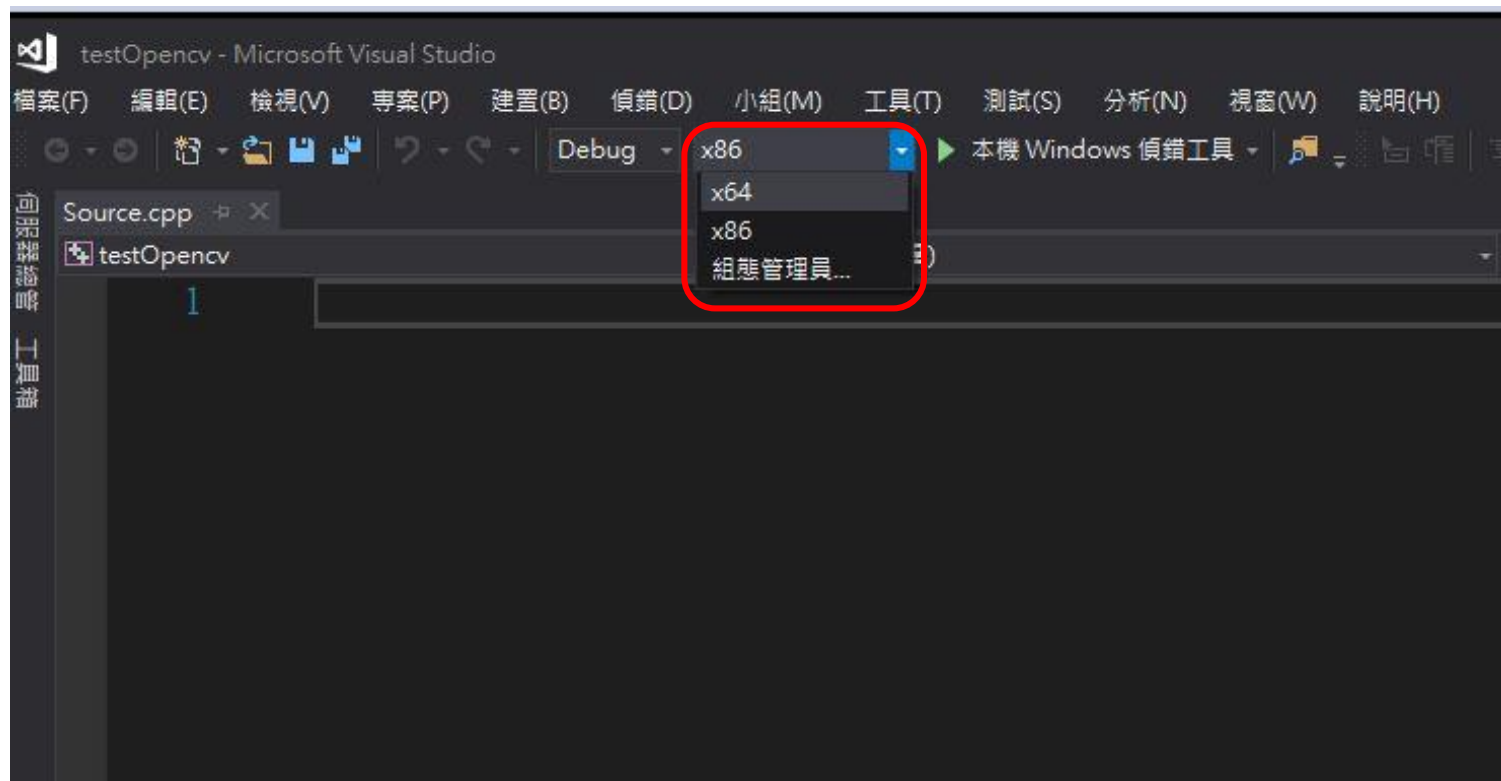 testOpencv - Microsoft Visual Studio
檔案(F) 編輯(E) 檢視(V) 專案(P) 建置(B) 偵錯(D) 小組(M) 工具(T) 測試(S) 分析(N) 視窗(W) 說明(H)
Debug x86 本機 Windows 偵錯工具
x64
x86
組態管理員...
Source.cpp
testOpencv
1
伺服器總管
工具箱